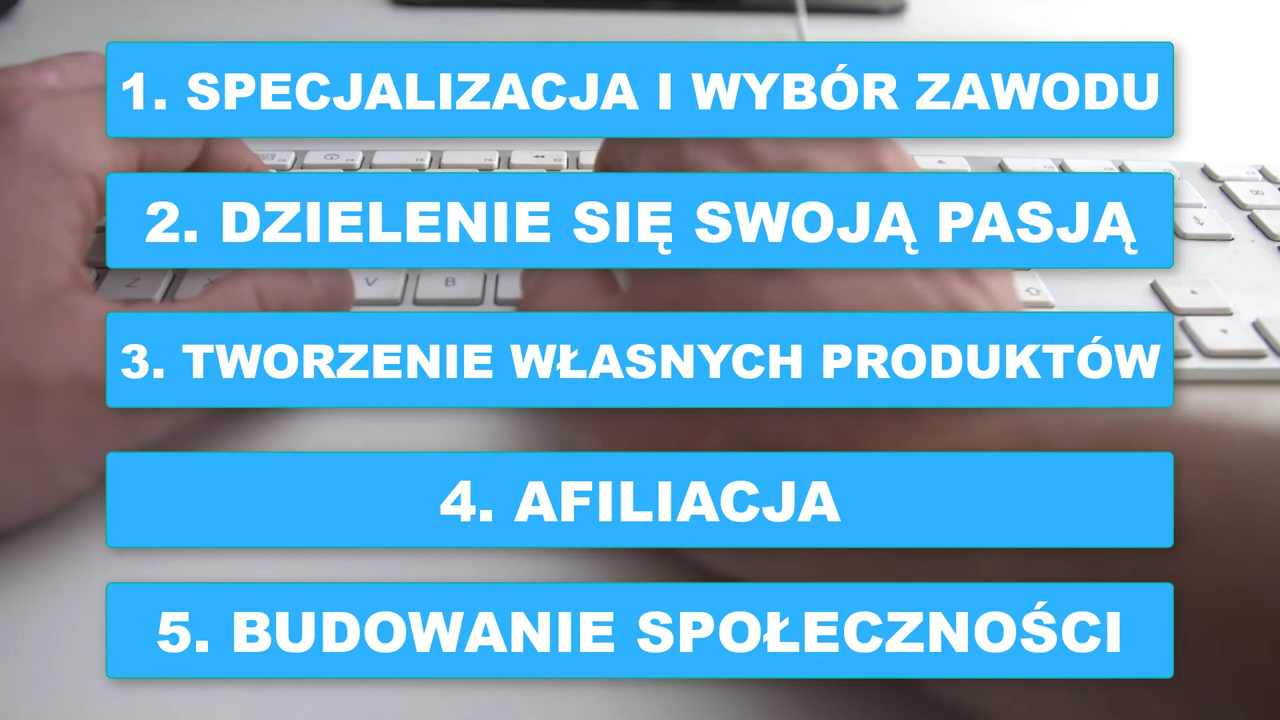 1. SPECJALIZACJA I WYBÓR ZAWODU
2. DZIELENIE SIĘ SWOJĄ PASJĄ
3. TWORZENIE WŁASNYCH PRODUKTÓW
4. AFILIACJA
5. BUDOWANIE SPOŁECZNOŚCI